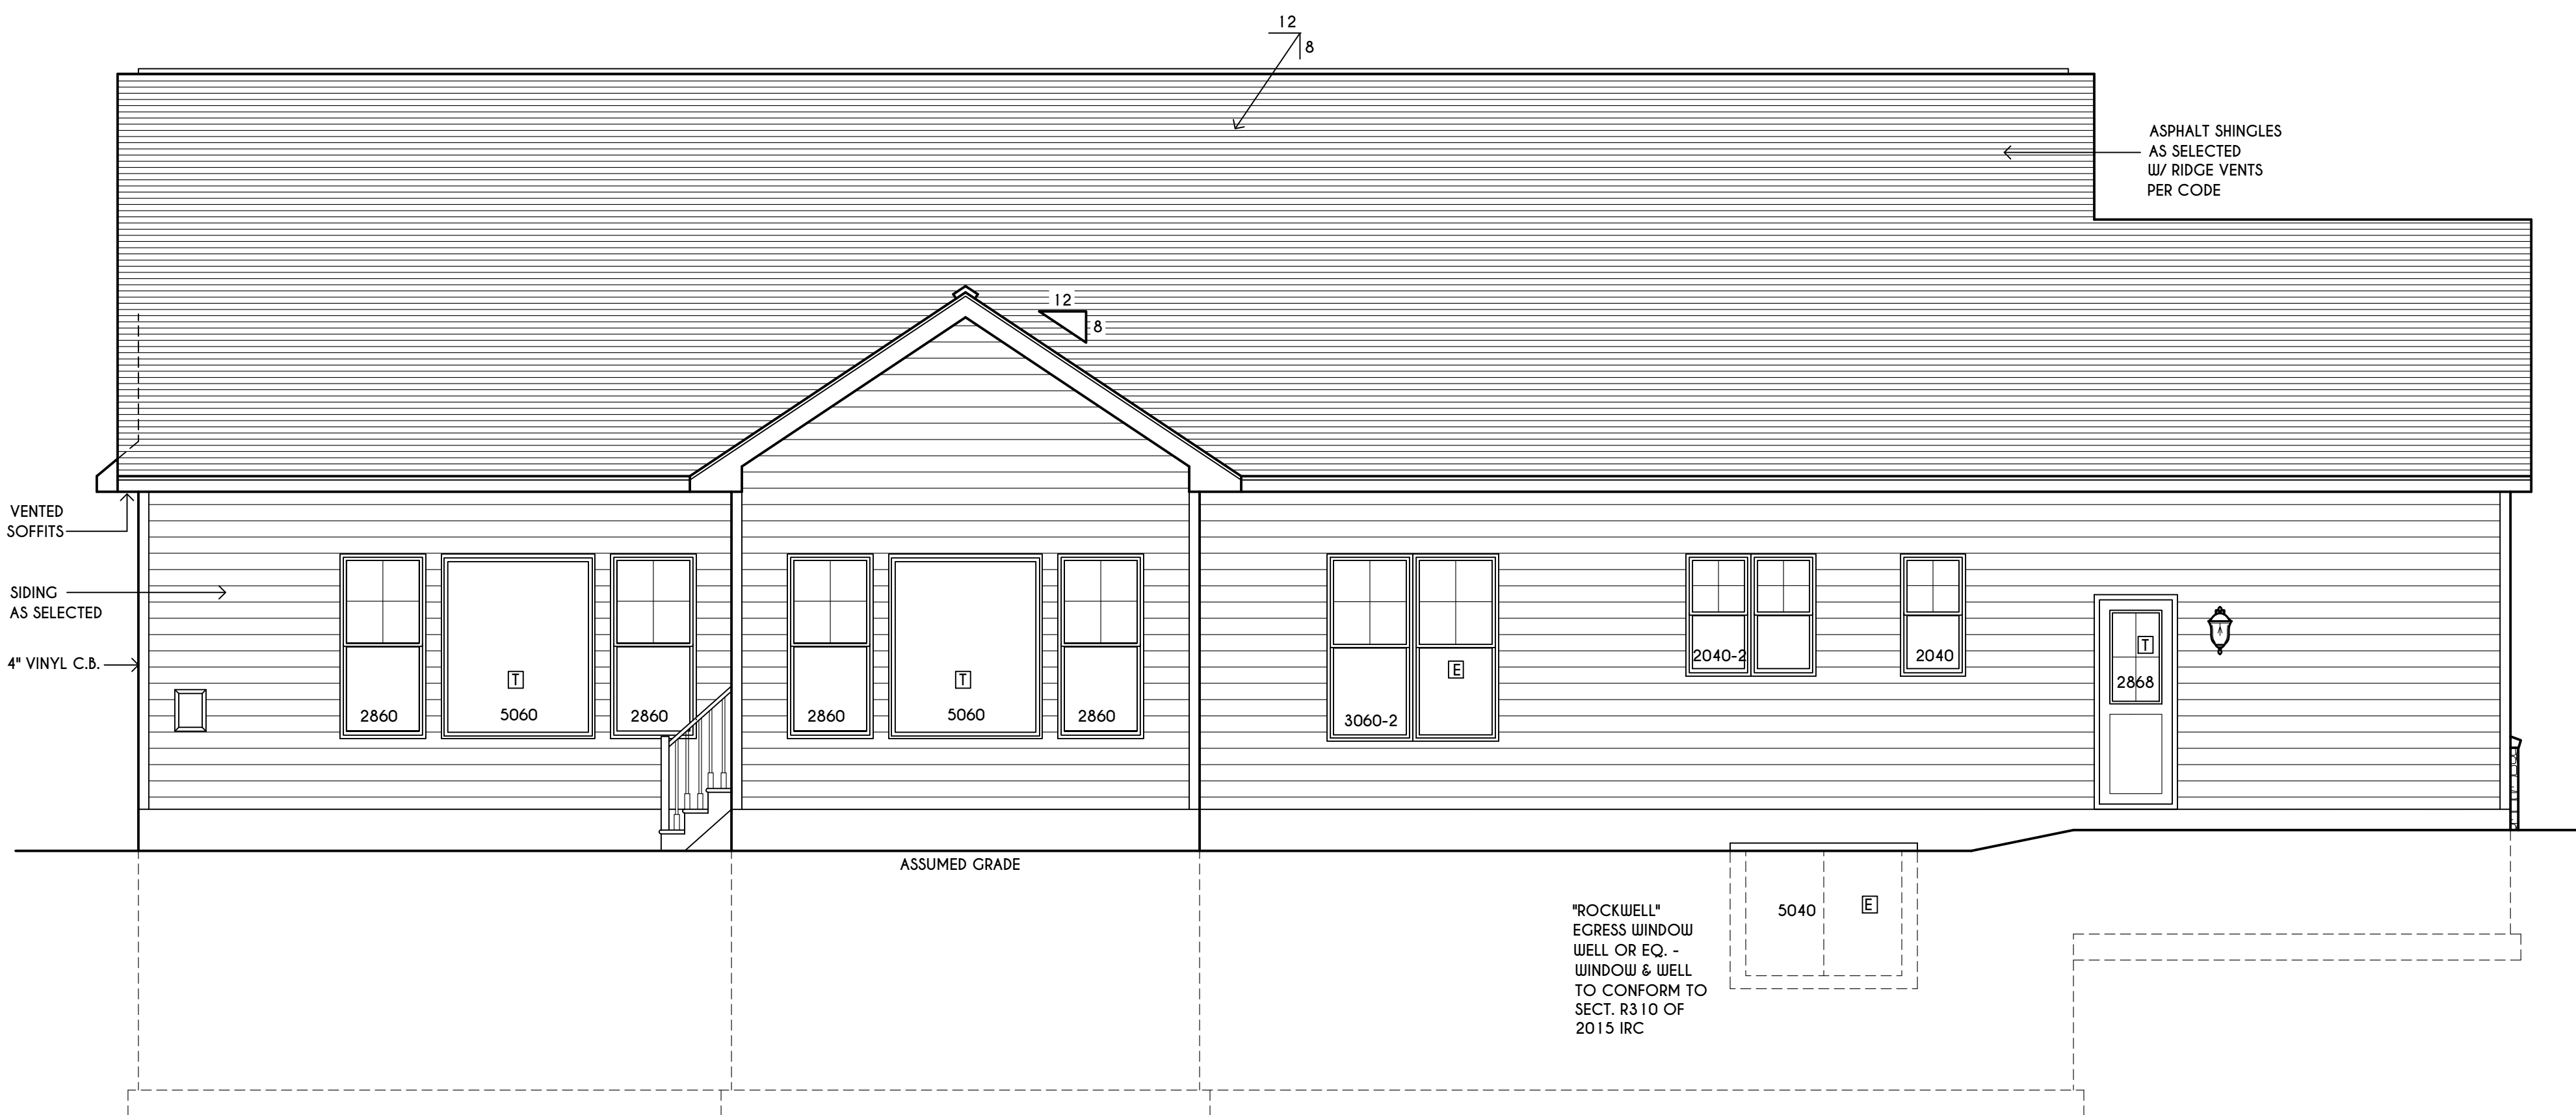 12
8
ASPHALT SHINGLES
AS SELECTED
W/ RIDGE VENTS
PER CODE
12
8
VENTED
SOFFITS
SIDING
AS SELECTED
4" VINYL C.B.
2860
T
5060
2860
2860
T
5060
2860
3060-2
E
2040-2
2040
T
2868
ASSUMED GRADE
"ROCKWELL"
EGRESS WINDOW
WELL OR EQ. -
WINDOW & WELL
TO CONFORM TO
SECT. R310 OF
2015 IRC
5040
E